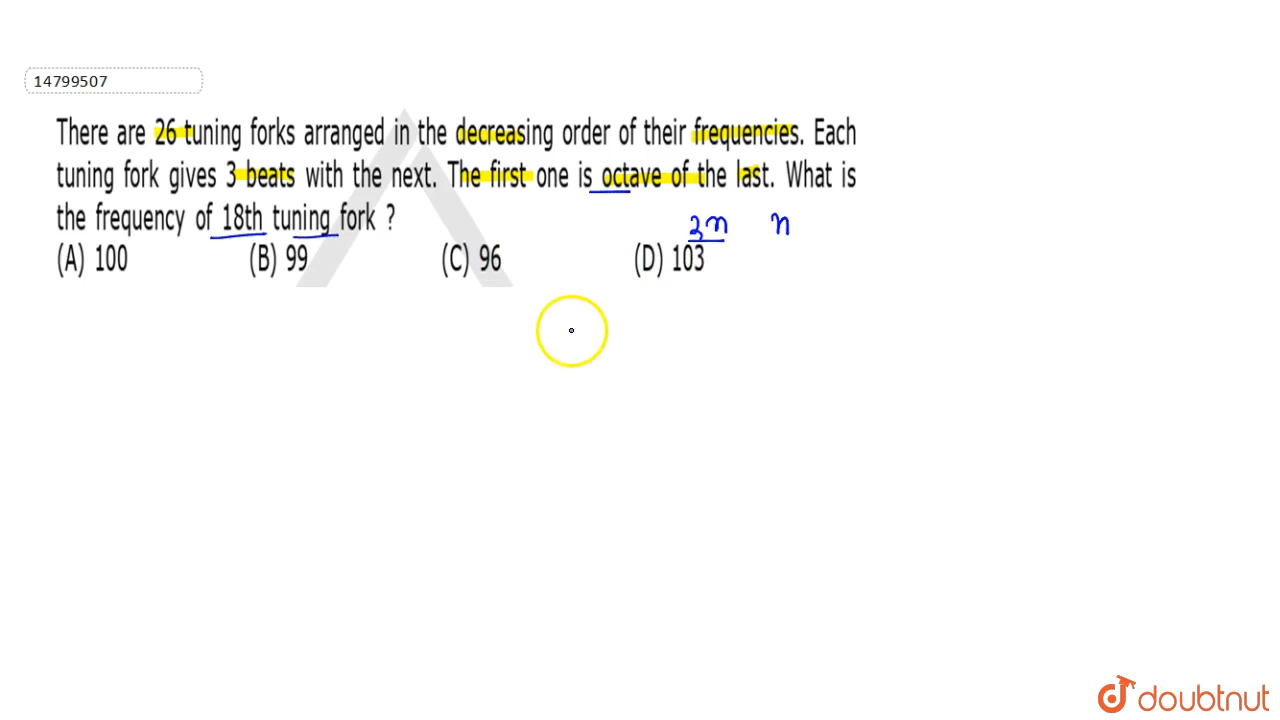 14799507
There are 26 tuning forks arranged in the decreasing order of their frequencies. Each
tuning fork gives 3 beats with the next. The first one is octave of the last. What is
the frequency of 18th tuning fork ?
2n n
(A) 100 (B) 99 (C) 96 (D) 103
doubtnut